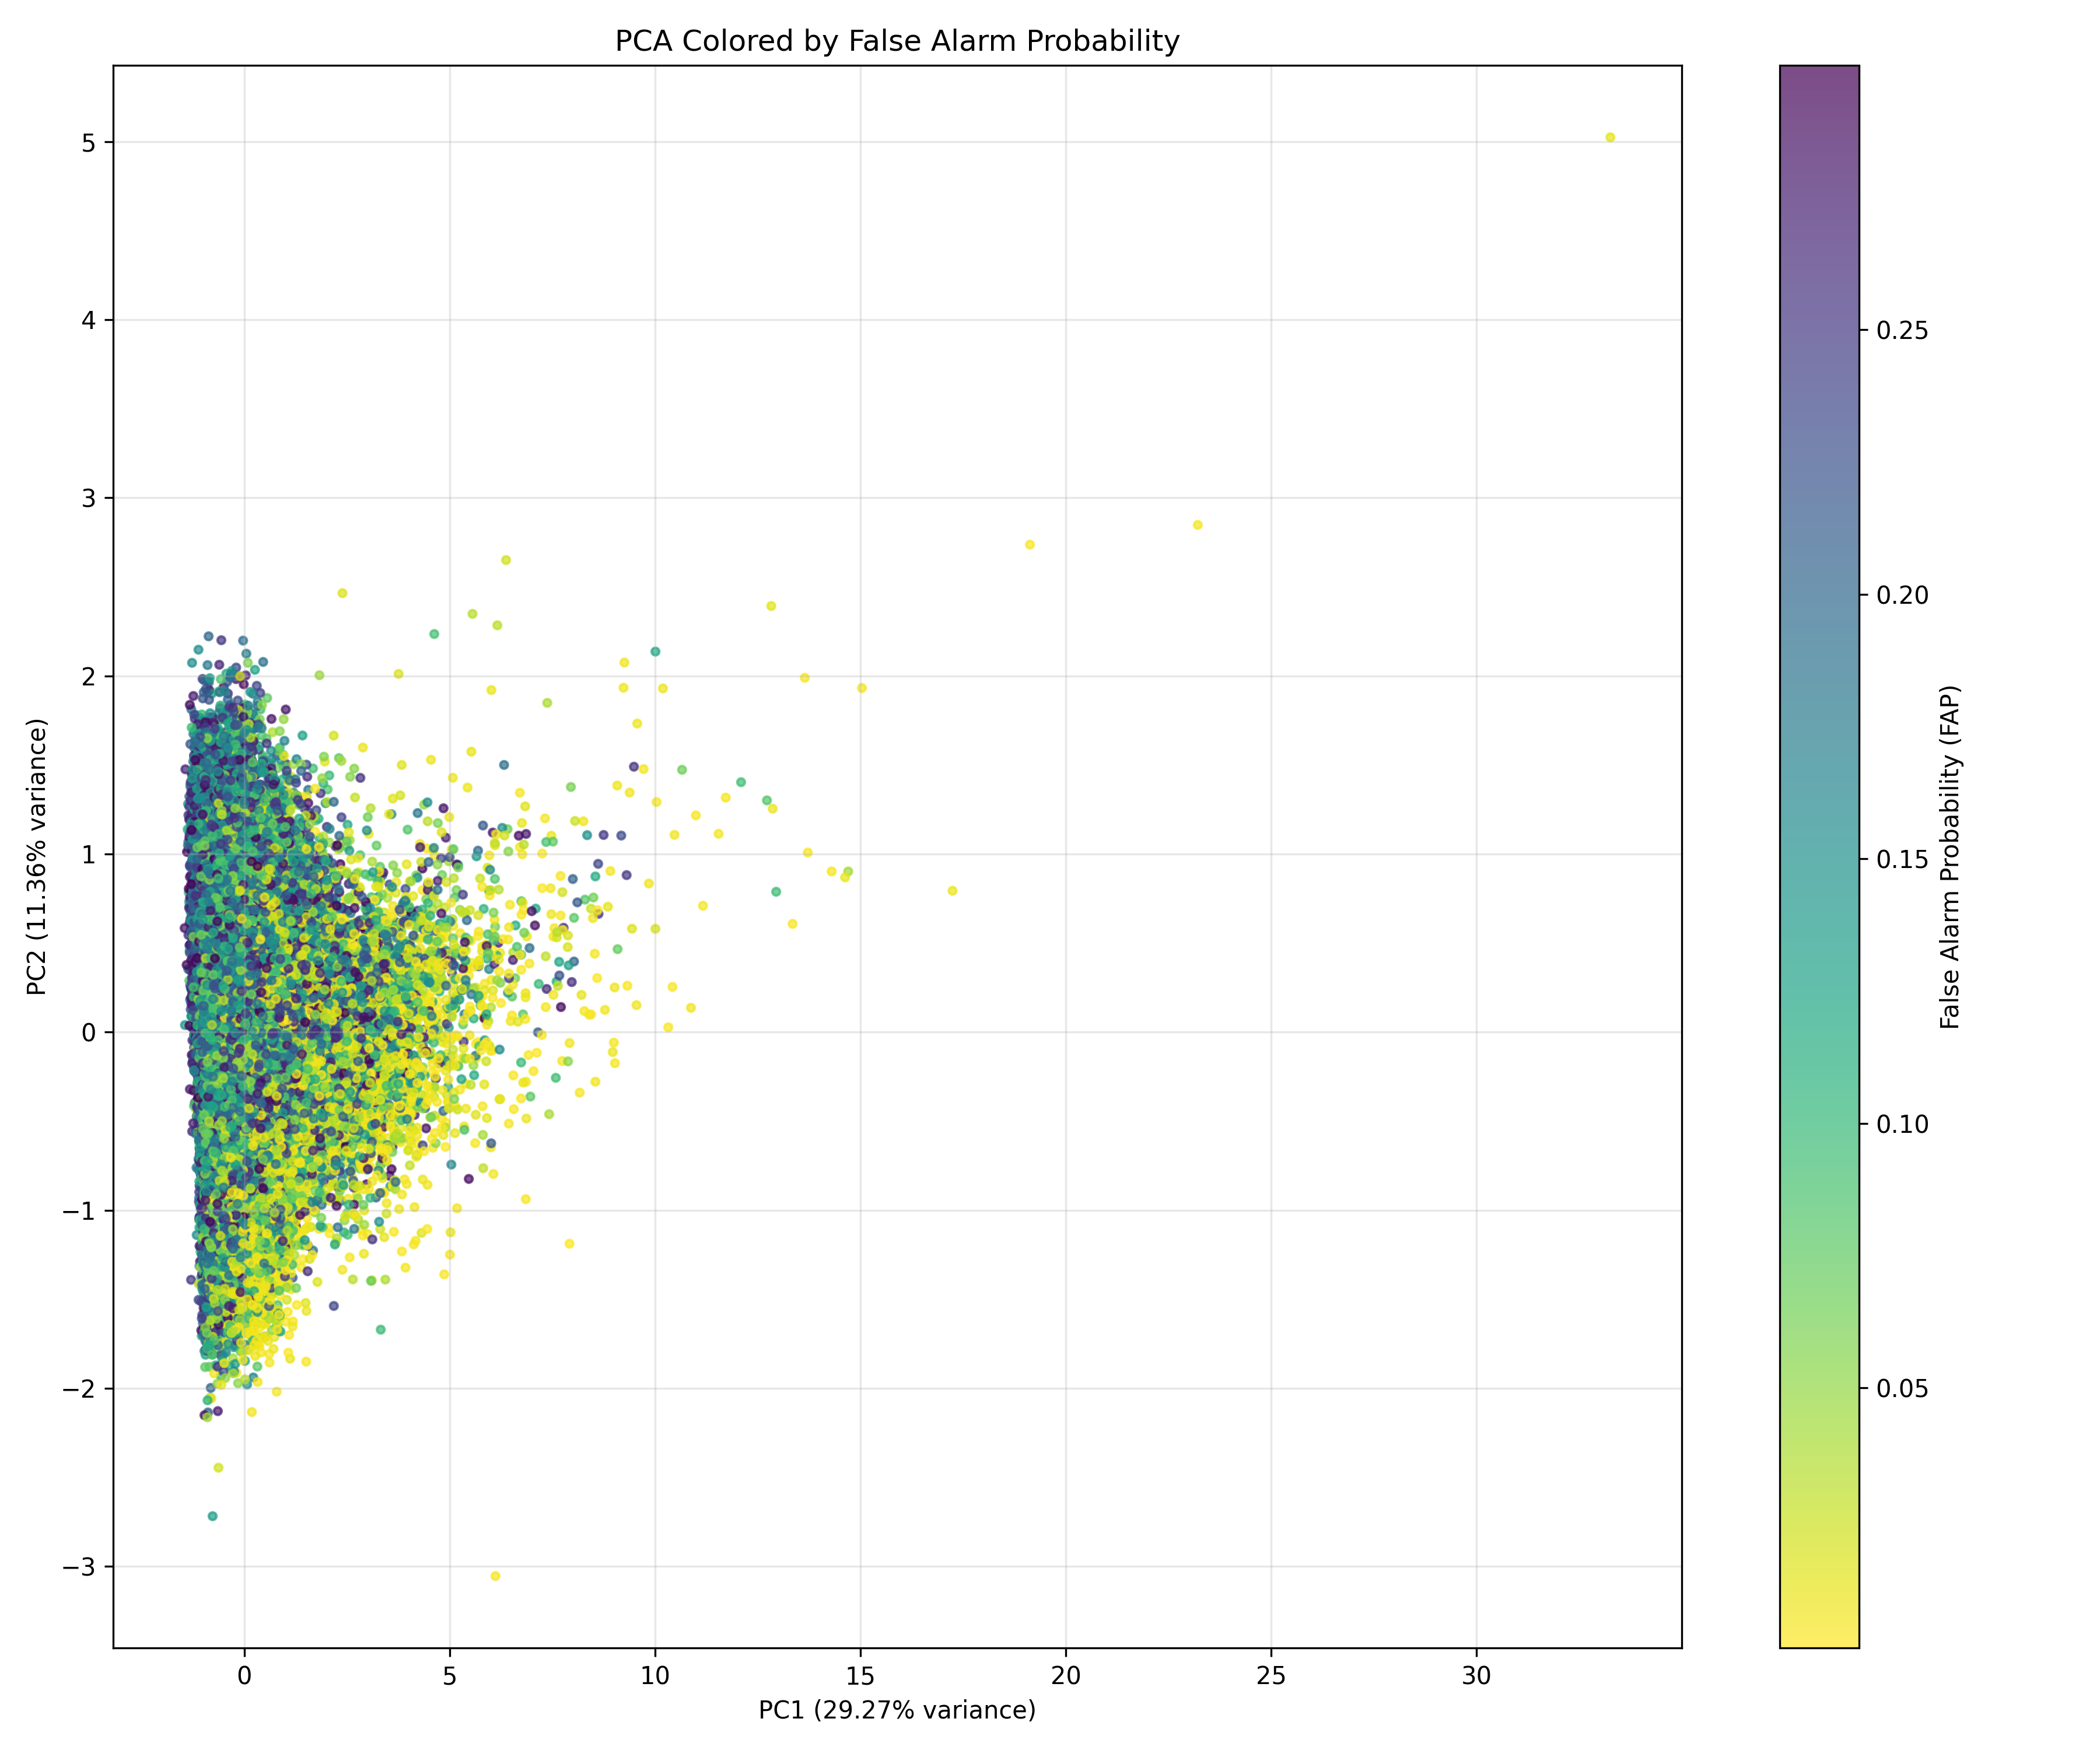 PCA Colored by False Alarm Probability
5
4
3
2
1
0
−1
−2
−3
PC2 (11.36% variance)
0 5 10 15 20 25 30
PC1 (29.27% variance)
0.25
0.20
0.15
0.10
0.05
False Alarm Probability (FAP)